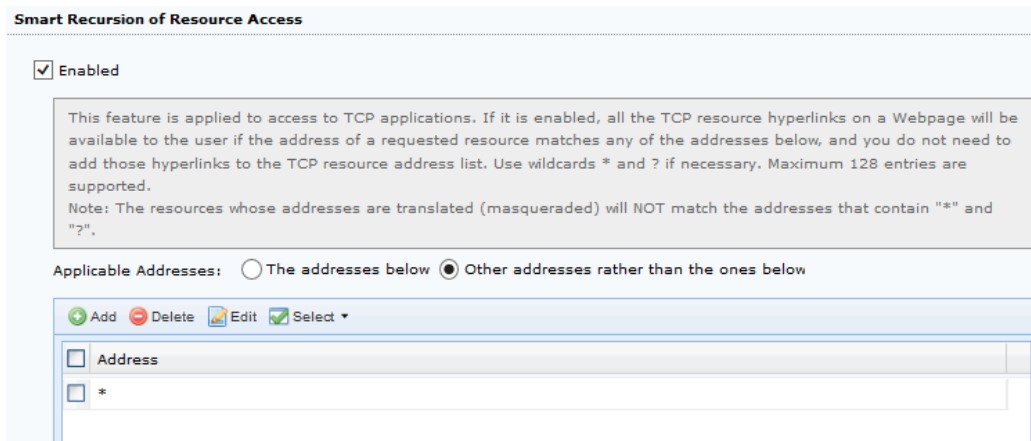 Smart Recursion of Resource Access
Enabled
This feature is applied to access to TCP applications. If it is enabled, all the TCP resource hyperlinks on a Webpage will be
available to the user if the address of a requested resource matches any of the addresses below, and you do not need to
add those hyperlinks to the TCP resource address list. Use wildcards * and ? if necessary. Maximum 128 entries are
supported.
Note: The resources whose addresses are translated (masqueraded) will NOT match the addresses that contain "*" and
"?".
Applicable Addresses: The addresses below Other addresses rather than the ones below
Add Delete Edit Select
Address
*